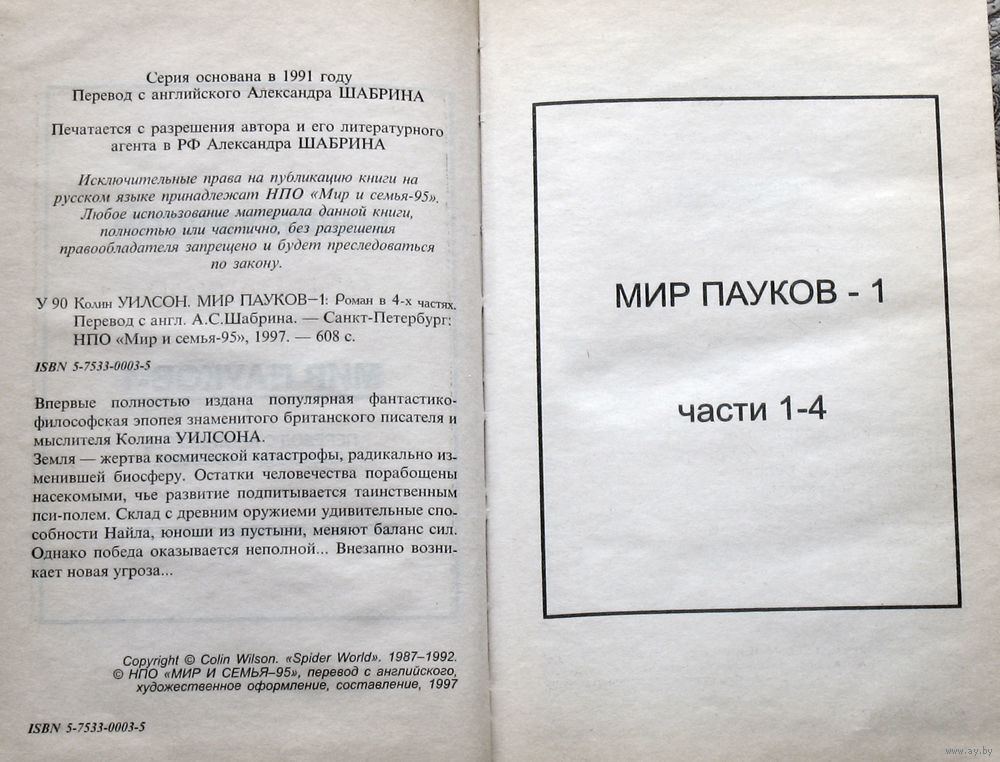 Серия основана в 1991 году
Перевод с английского Александра ШАБРИНА
Печатается с разрешения автора и его литературного
агента в РФ Александра ШАБРИНА
Исключительные права на публикацию книги на
русском языке принадлежат НПО «Мир и семья-95».
Любое использование материала данной книги,
полностью или частично, без разрешения
правообладателя запрещено и будет преследоваться
по закону.
У 90 Колин УИЛСОН. МИР ПАУКОВ—1: Роман в 4-х частях.
Перевод с англ. А.С.Шабрина. — Санкт-Петербург:
НПО «Мир и семья-95», 1997. — 608 с.
ISBN 5-7533-0003-5
Впервые полностью издана популярная фантастико-
философская эпопея знаменитого британского писателя и
мыслителя Колина УИЛСОНА.
Земля — жертва космической катастрофы, радикально из-
менившей биосферу. Остатки человечества порабощены
насекомыми, чье развитие подпитывается таинственным
пси-полем. Склад с древним оружиеми удивительные спо-
собности Найла, юноши из пустыни, меняют баланс сил.
Однако победа оказывается неполной... Внезапно возни-
кает новая угроза...
Copyright © Colin Wilson. «Spider World». 1987–1992.
© НПО «МИР И СЕМЬЯ–95», перевод с английского,
художественное оформление, составление, 1997
ISBN 5-7533-0003-5
МИР ПАУКОВ - 1
части 1-4
www.ay.by